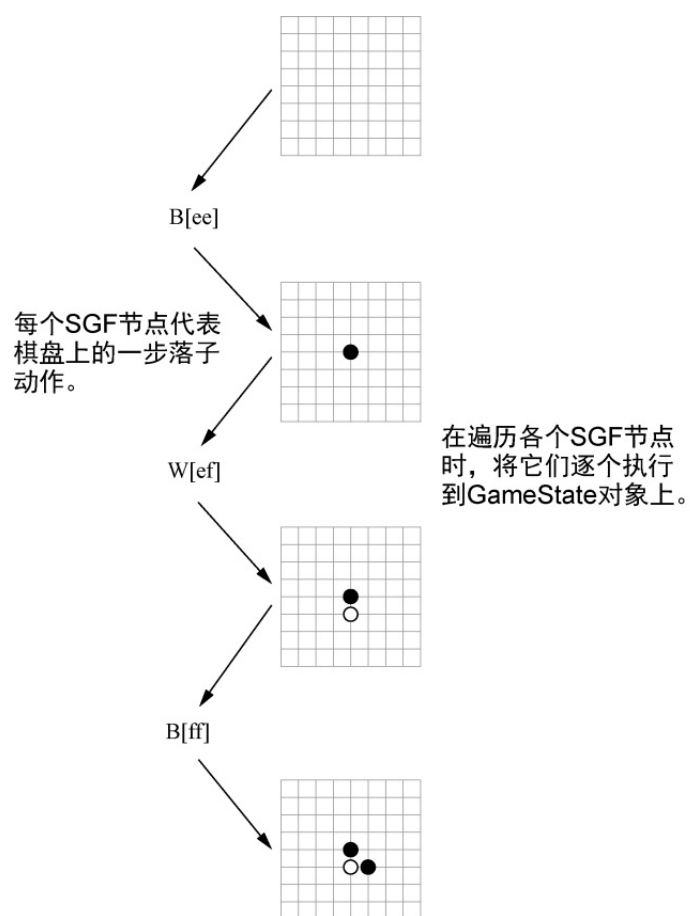 B[ee]
每个SGF节点代表
棋盘上的一步落子
动作。
在遍历各个SGF节点
时，将它们逐个执行
到GameState对象上。
W[ef]
B[ff]